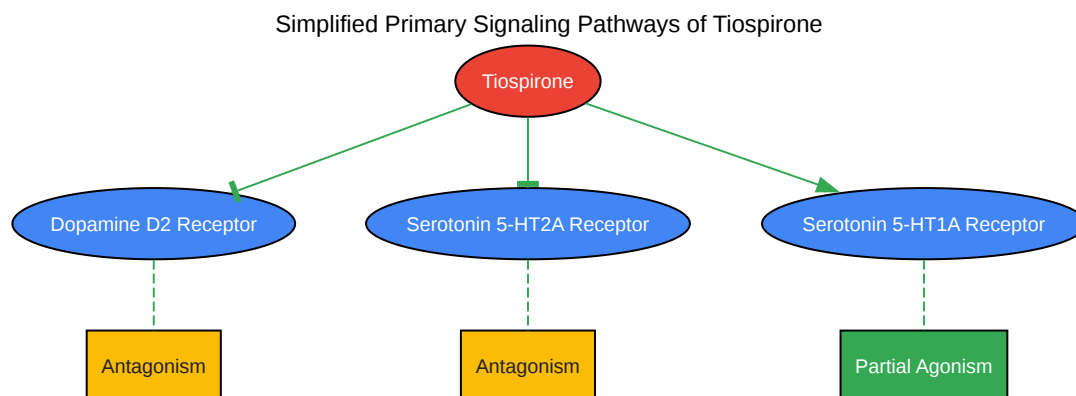 Simplified Primary Signaling Pathways of Tiospirone
Tiospirone
Dopamine D2 Receptor
Serotonin 5-HT2A Receptor
Serotonin 5-HT1A Receptor
Antagonism
Antagonism
Partial Agonism